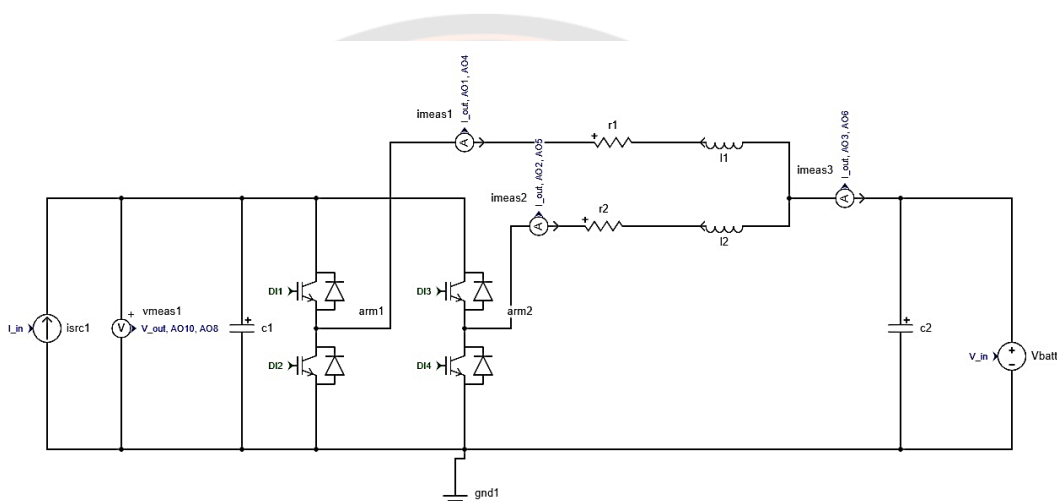 I_out, AO1, AO4
imeas1
r1
l1
I_out, AO2, AO5
imeas2
r2
l2
I_out, AO3, AO6
imeas3
A
A
A
+
+
I_in
isrc1
+
vmeas1
V
V_out, AO10, AO8
+
c1
DI1
DI2
arm1
DI3
DI4
arm2
+
c2
V_in
+
−
Vbatt
gnd1